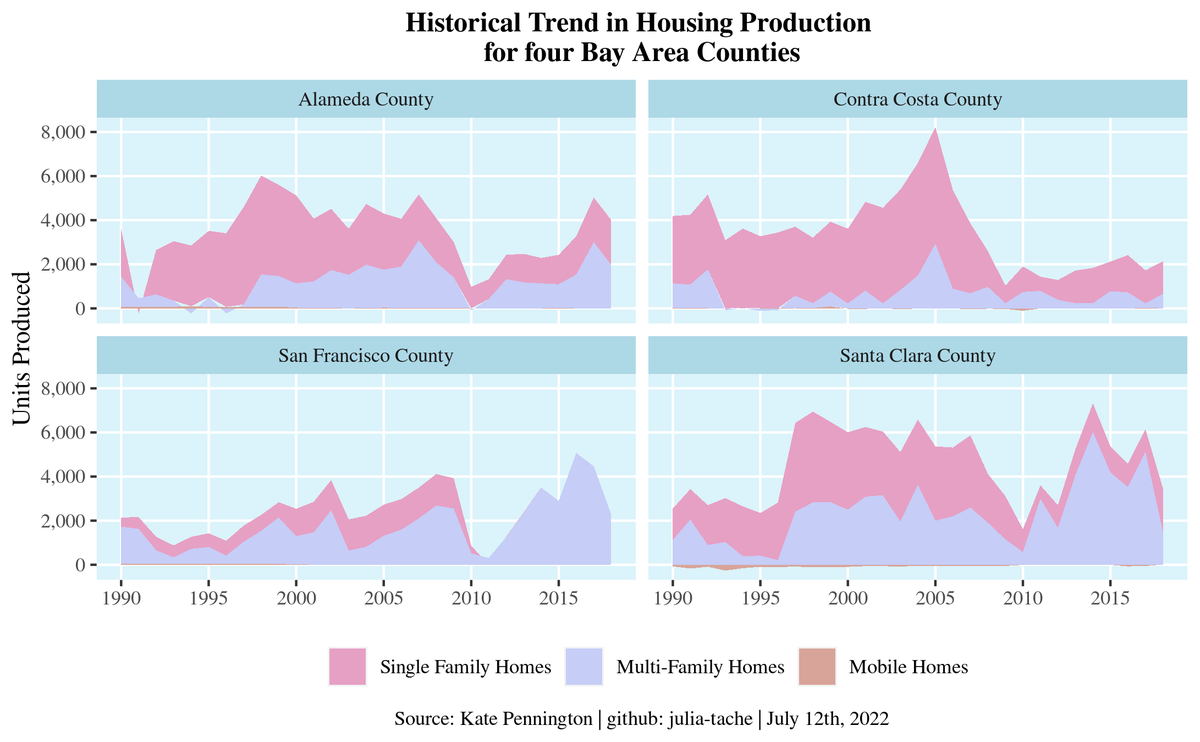 Historical Trend in Housing Production
for four Bay Area Counties
Alameda County
Contra Costa County
8,000
6,000
4,000
2,000
0
San Francisco County
Santa Clara County
8,000
6,000
4,000
2,000
0
Units Produced
1990 1995 2000 2005 2010 2015
1990 1995 2000 2005 2010 2015
Single Family Homes Multi-Family Homes Mobile Homes
Source: Kate Pennington | github: julia-tache | July 12th, 2022